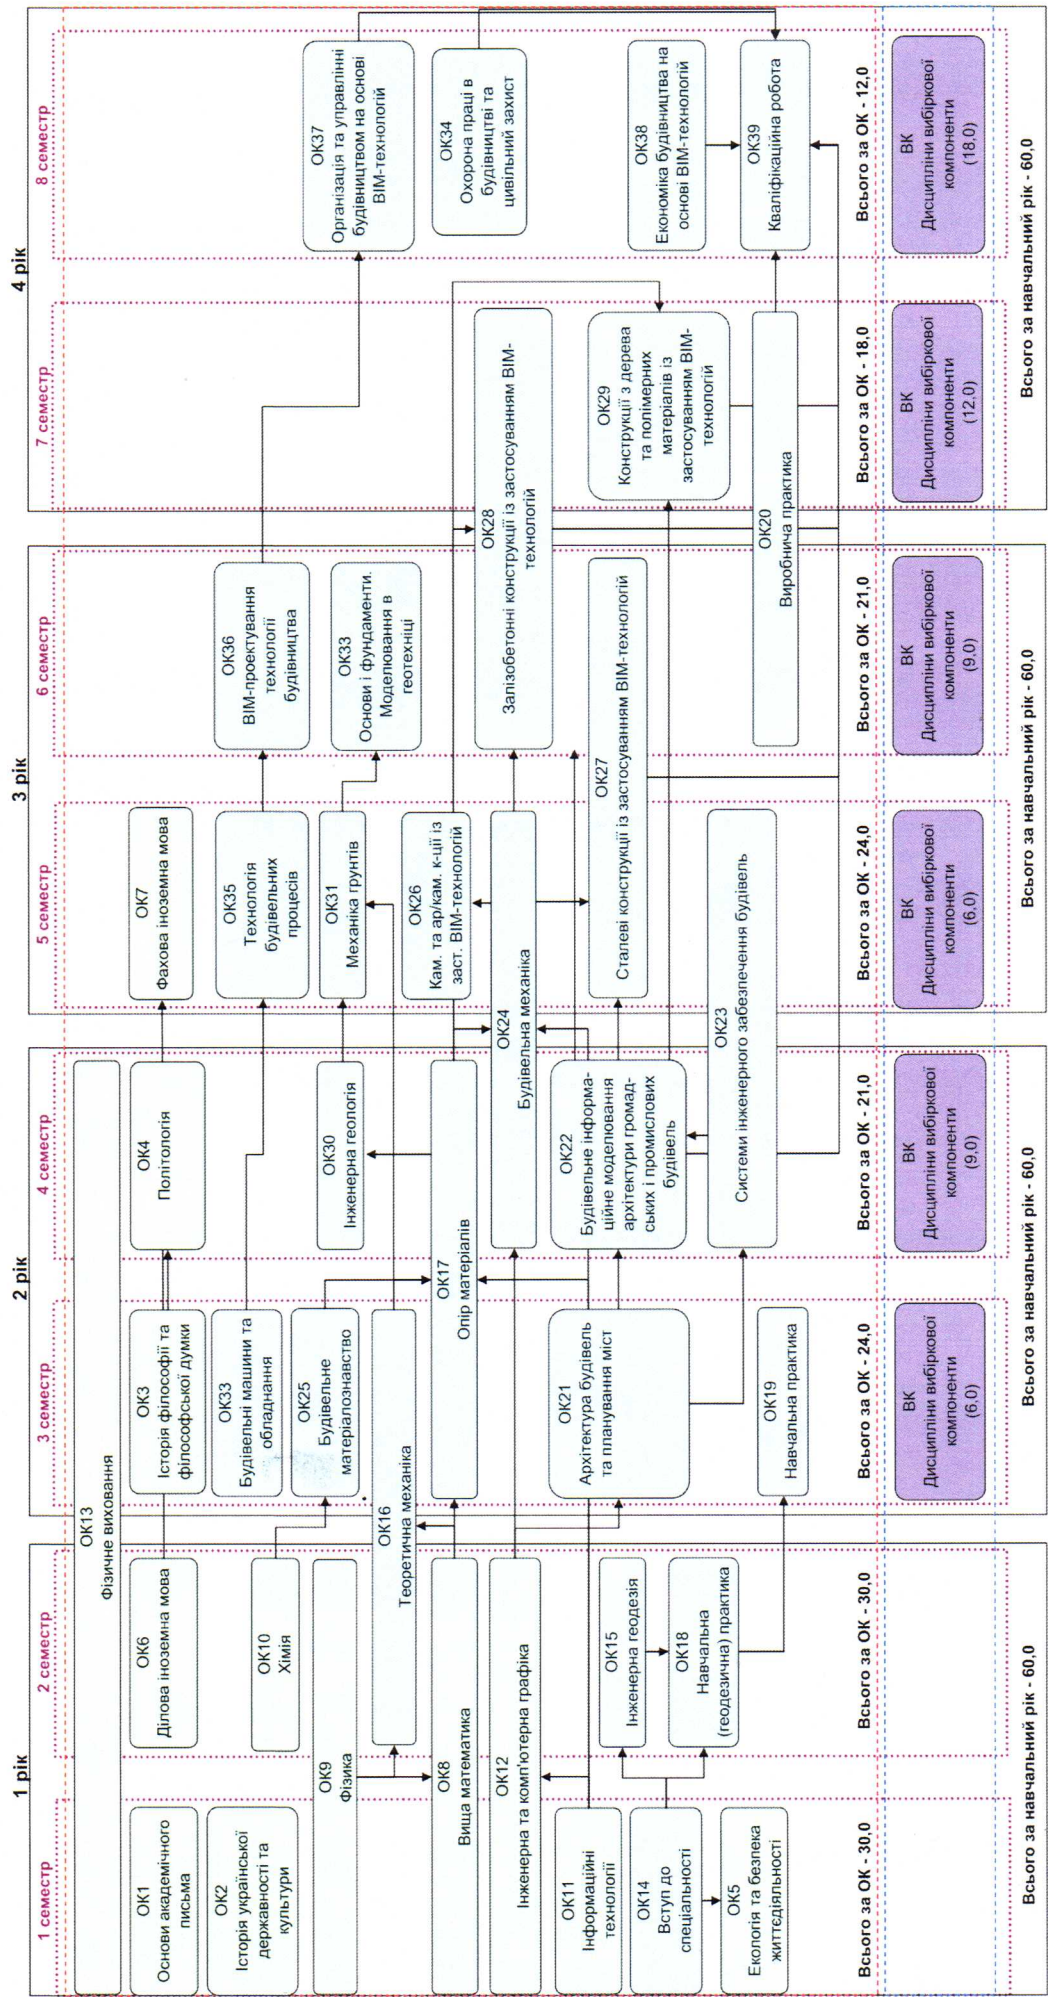 1 рік
2 рік
3 рік
4 рік
1 семестр
2 семестр
3 семестр
4 семестр
5 семестр
6 семестр
7 семестр
8 семестр
ОК13
Фізичне виховання
ОК1
Основи академічного
письма
ОК6
Ділова іноземна мова
ОК3
Історія філософії та
філософської думки
ОК4
Політологія
ОК7
Фахова іноземна мова
ОК2
Історія української
державності та
культури
ОК10
Хімія
ОК33
Будівельні машини та
обладнання
ОК35
Технологія
будівельних
процесів
ОК36
BIM-проектування
технології
будівництва
ОК37
Організація та управлінні
будівництвом на основі
BIM-технологій
ОК9
Фізика
ОК25
Будівельне
матеріалознавство
ОК30
Інженерна геологія
ОК31
Механіка грунтів
ОК33
Основи і фундаменти.
Моделювання в
геотехніці
ОК34
Охорона праці в
будівництві та
цивільний захист
ОК16
Теоретична механіка
ОК8
Вища математика
ОК17
Опір матеріалів
ОК26
Кам. та ар/кам. к-ції із
заст. BIM-технологій
ОК28
Залізобетонні конструкції із застосуванням BIM-
технологій
ОК12
Інженерна та комп'ютерна графіка
ОК24
Будівельна механіка
ОК11
Інформаційні
технології
ОК21
Архітектура будівель
та планування міст
ОК22
Будівельне інформа-
ційне моделювання
архітектури громад-
ських і промислових
будівель
ОК27
Сталеві конструкції із застосуванням BIM-технологій
ОК29
Конструкції з дерева
та полімерних
матеріалів із
застосуванням BIM-
технологій
ОК38
Економіка будівництва на
основі BIM-технологій
ОК14
Вступ до
спеціальності
ОК15
Інженерна геодезія
ОК18
Навчальна
(геодезична) практика
ОК5
Екологія та безпека
життєдіяльності
ОК19
Навчальна практика
ОК23
Системи інженерного забезпечення будівель
ОК20
Виробнича практика
ОК39
Кваліфікаційна робота
Всього за ОК - 30,0
Всього за ОК - 30,0
Всього за ОК - 24,0
Всього за ОК - 21,0
Всього за ОК - 24,0
Всього за ОК - 21,0
Всього за ОК - 18,0
Всього за ОК - 12,0
ВК
Дисципліни вибіркової
компоненти
(6,0)
ВК
Дисципліни вибіркової
компоненти
(9,0)
ВК
Дисципліни вибіркової
компоненти
(6,0)
ВК
Дисципліни вибіркової
компоненти
(9,0)
ВК
Дисципліни вибіркової
компоненти
(12,0)
ВК
Дисципліни вибіркової
компоненти
(18,0)
Всього за навчальний рік - 60,0
Всього за навчальний рік - 60,0
Всього за навчальний рік - 60,0
Всього за навчальний рік - 60,0